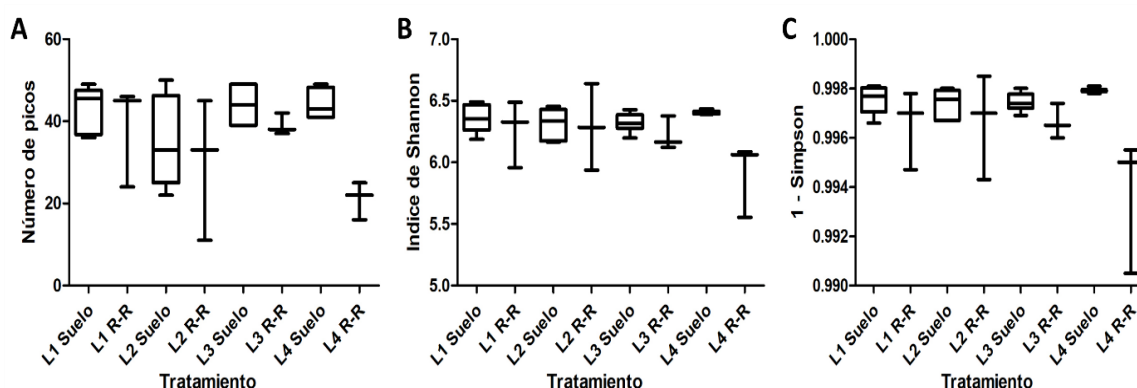 A
Número de picos
60
40
20
0
L1 Suelo
L1 R-R
L2 Suelo
L2 R-R
L3 Suelo
L3 R-R
L4 Suelo
L4 R-R
Tratamiento
B
Indice de Shannon
7.0
6.5
6.0
5.5
5.0
L1 Suelo
L1 R-R
L2 Suelo
L2 R-R
L3 Suelo
L3 R-R
L4 Suelo
L4 R-R
Tratamiento
C
1 - Simpson
1.000
0.998
0.996
0.994
0.992
0.990
L1 Suelo
L1 R-R
L2 Suelo
L2 R-R
L3 Suelo
L3 R-R
L4 Suelo
L4 R-R
Tratamiento